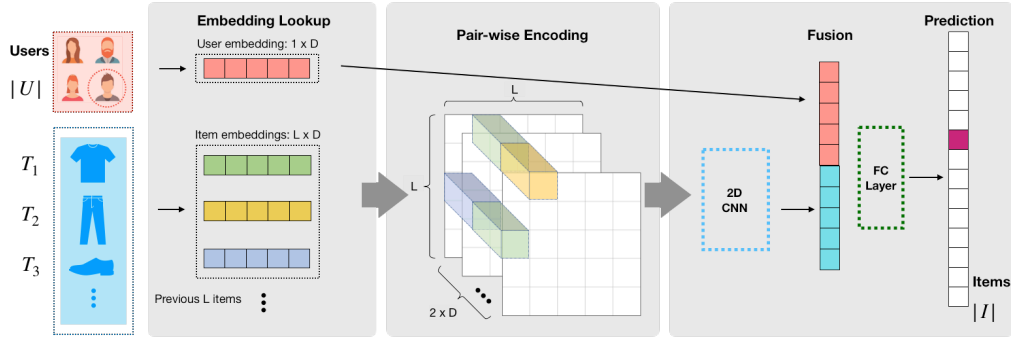 Users
|U|
T1
T2
T3
Embedding Lookup
User embedding: 1 x D
Item embeddings: L x D
Previous L items
Pair-wise Encoding
L
L
2 x D
Fusion
2D
CNN
FC
Layer
Prediction
Items
|I|